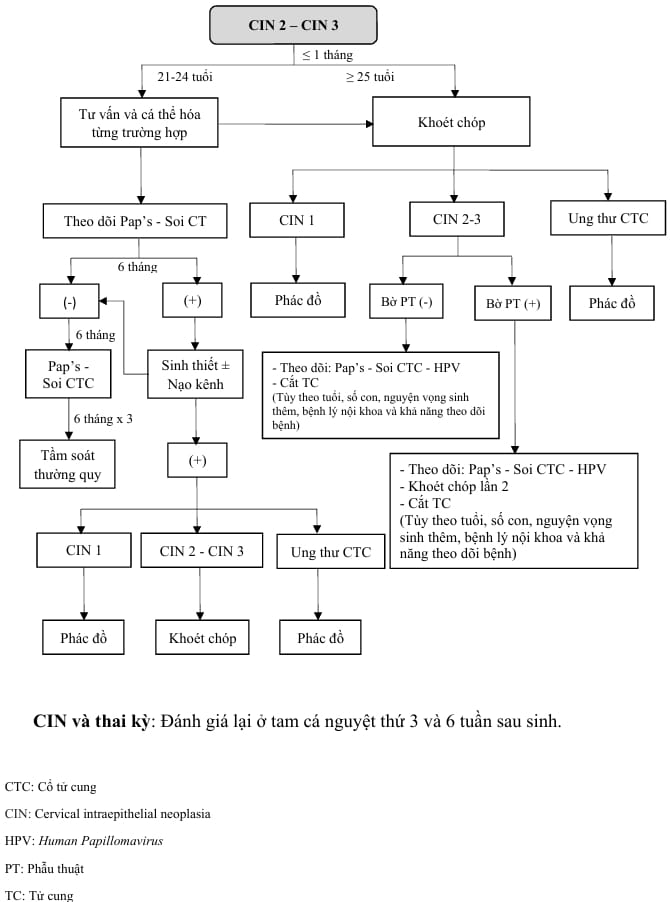 CIN 2 – CIN 3
≤ 1 tháng
21-24 tuổi
≥ 25 tuổi
Tư vấn và cá thể hóa
từng trường hợp
Khoét chóp
Theo dõi Pap’s - Soi CT
CIN 1
CIN 2-3
Ung thư CTC
6 tháng
(-)
(+)
Phác đồ
Bờ PT (-)
Bờ PT (+)
Phác đồ
6 tháng
Pap’s -
Soi CTC
Sinh thiết ±
Nạo kênh
- Theo dõi: Pap’s - Soi CTC - HPV
- Cắt TC
(Tùy theo tuổi, số con, nguyện vọng sinh
thêm, bệnh lý nội khoa và khả năng theo dõi
bệnh)
6 tháng x 3
Tầm soát
thường quy
(+)
- Theo dõi: Pap’s - Soi CTC - HPV
- Khoét chóp lần 2
- Cắt TC
(Tùy theo tuổi, số con, nguyện vọng
sinh thêm, bệnh lý nội khoa và khả
năng theo dõi bệnh)
CIN 1
CIN 2 - CIN 3
Ung thư CTC
Phác đồ
Khoét chóp
Phác đồ
CIN và thai kỳ: Đánh giá lại ở tam cá nguyệt thứ 3 và 6 tuần sau sinh.
CTC: Cổ tử cung
CIN: Cervical intraepithelial neoplasia
HPV: Human Papillomavirus
PT: Phẫu thuật
TC: Tử cung